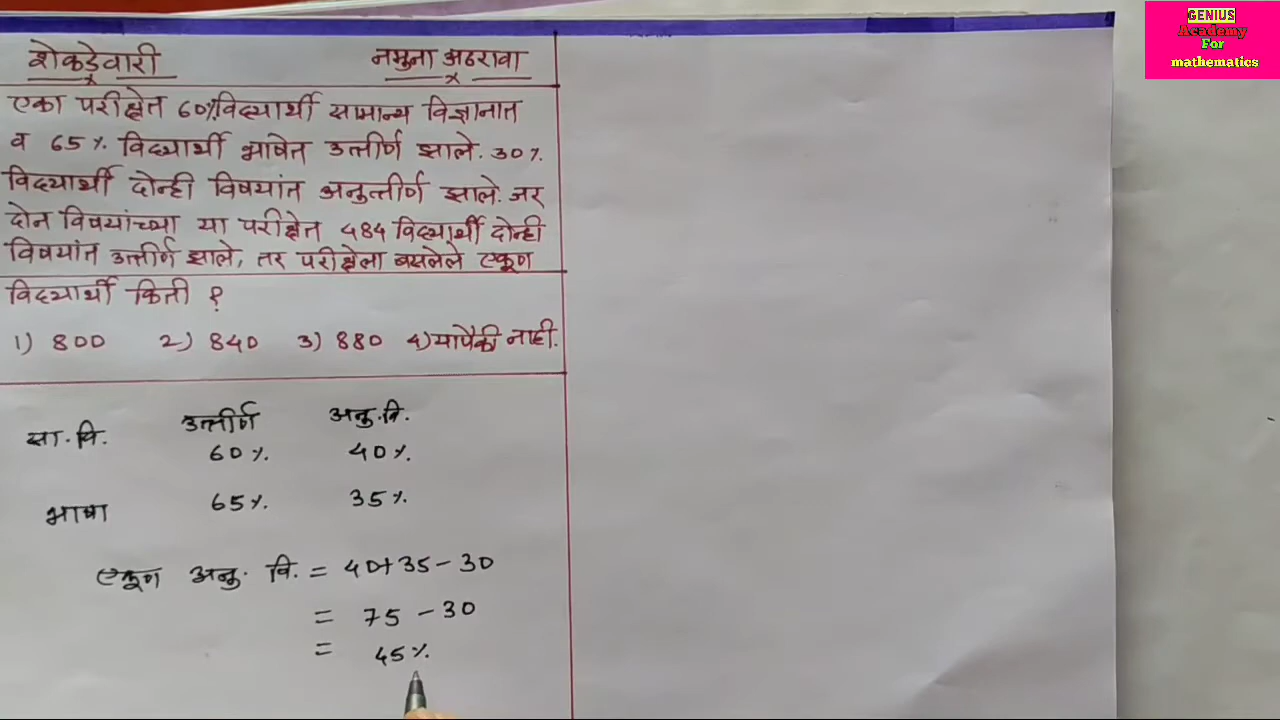 GENIUS
Academy
For
mathematics
शेकडेवारी नमुना अठरावा
एका परीक्षेत 60% विद्यार्थी सामान्य विज्ञानात
व 65% विद्यार्थी भाषेत उत्तीर्ण झाले. 30%
विद्यार्थी दोन्ही विषयांत अनुत्तीर्ण झाले. जर
दोन विषयांच्या या परीक्षेत 484 विद्यार्थी दोन्ही
विषयांत उत्तीर्ण झाले, तर परीक्षेला बसलेले एकूण
विद्यार्थी किती ?
1) 800 2) 840 3) 880 4) यापैकी नाही.
उत्तीर्ण अनु. वि.
सा. वि. 60% 40%
भाषा 65% 35%
एकूण अनु. वि. = 40+35-30
= 75-30
= 45%